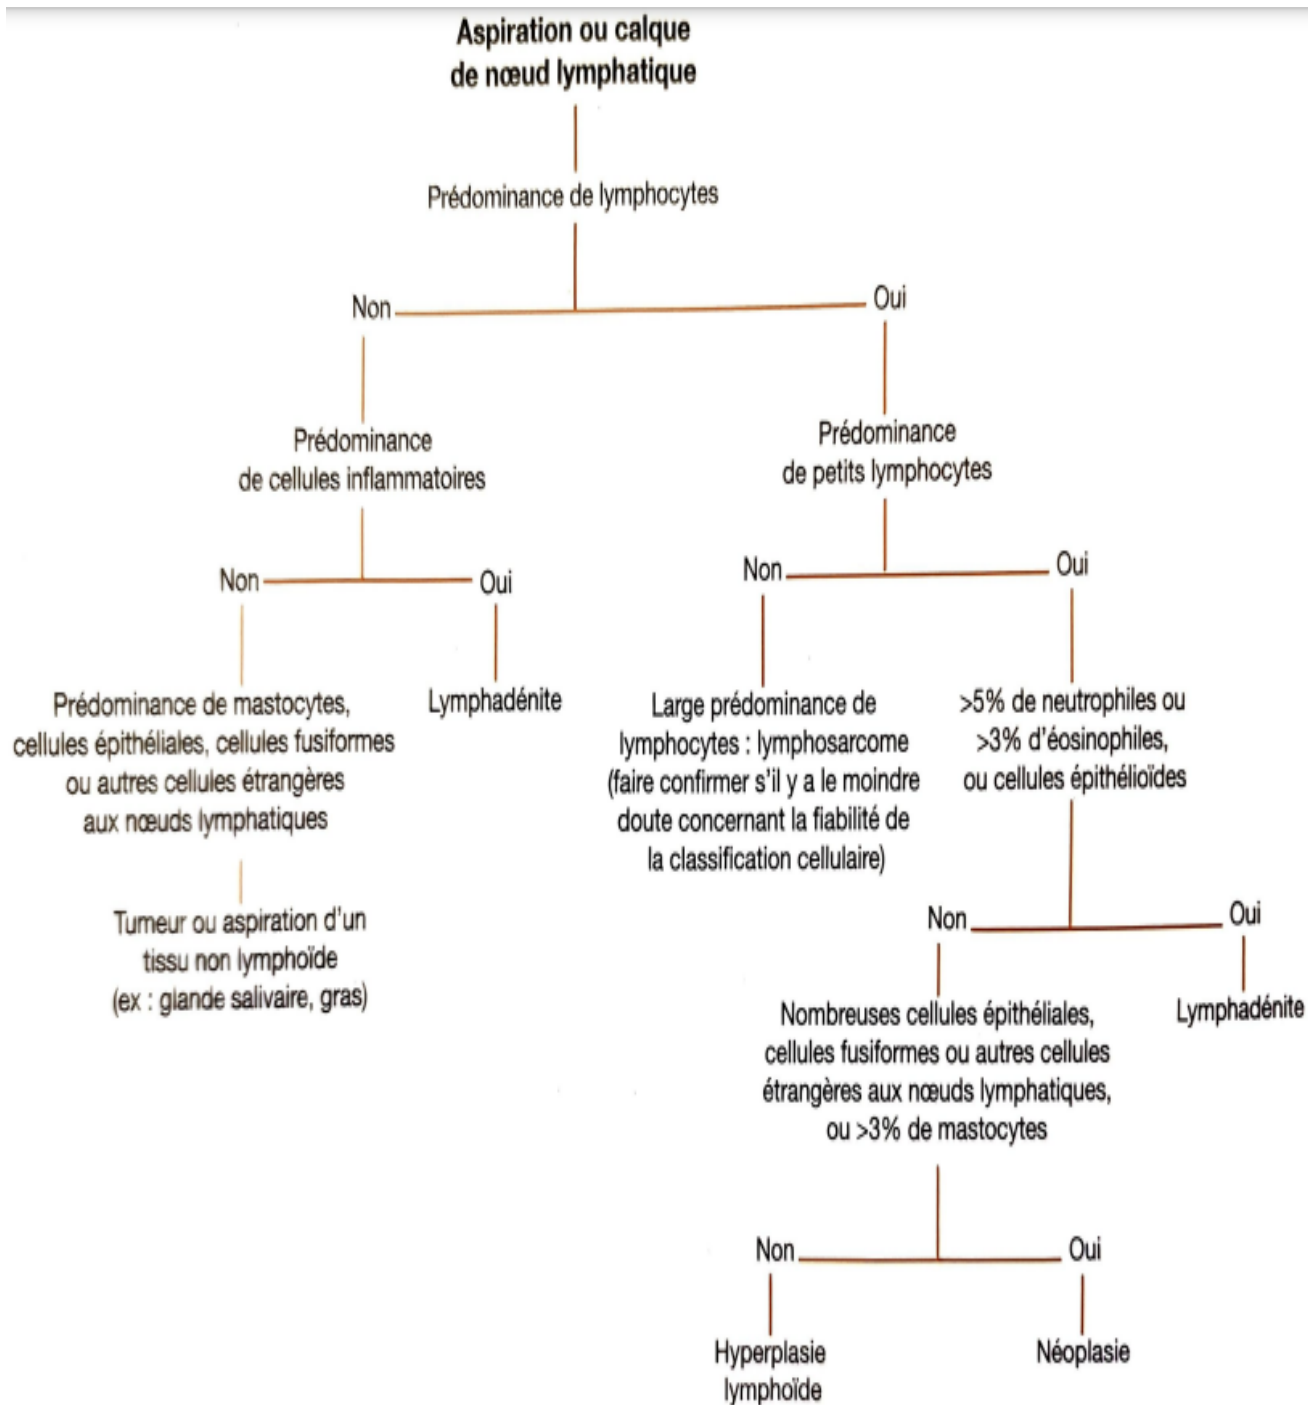 Aspiration ou calque
de nœud lymphatique
Prédominance de lymphocytes
Non
Oui
Prédominance
de cellules inflammatoires
Prédominance
de petits lymphocytes
Non
Oui
Non
Oui
Prédominance de mastocytes,
cellules épithéliales, cellules fusiformes
ou autres cellules étrangères
aux nœuds lymphatiques
Lymphadénite
Large prédominance de
lymphocytes : lymphosarcome
(faire confirmer s'il y a le moindre
doute concernant la fiabilité de
la classification cellulaire)
>5% de neutrophiles ou
>3% d'éosinophiles,
ou cellules épithélioïdes
Tumeur ou aspiration d'un
tissu non lymphoïde
(ex : glande salivaire, gras)
Non
Oui
Nombreuses cellules épithéliales,
cellules fusiformes ou autres cellules
étrangères aux nœuds lymphatiques,
ou >3% de mastocytes
Lymphadénite
Non
Oui
Hyperplasie
lymphoïde
Néoplasie